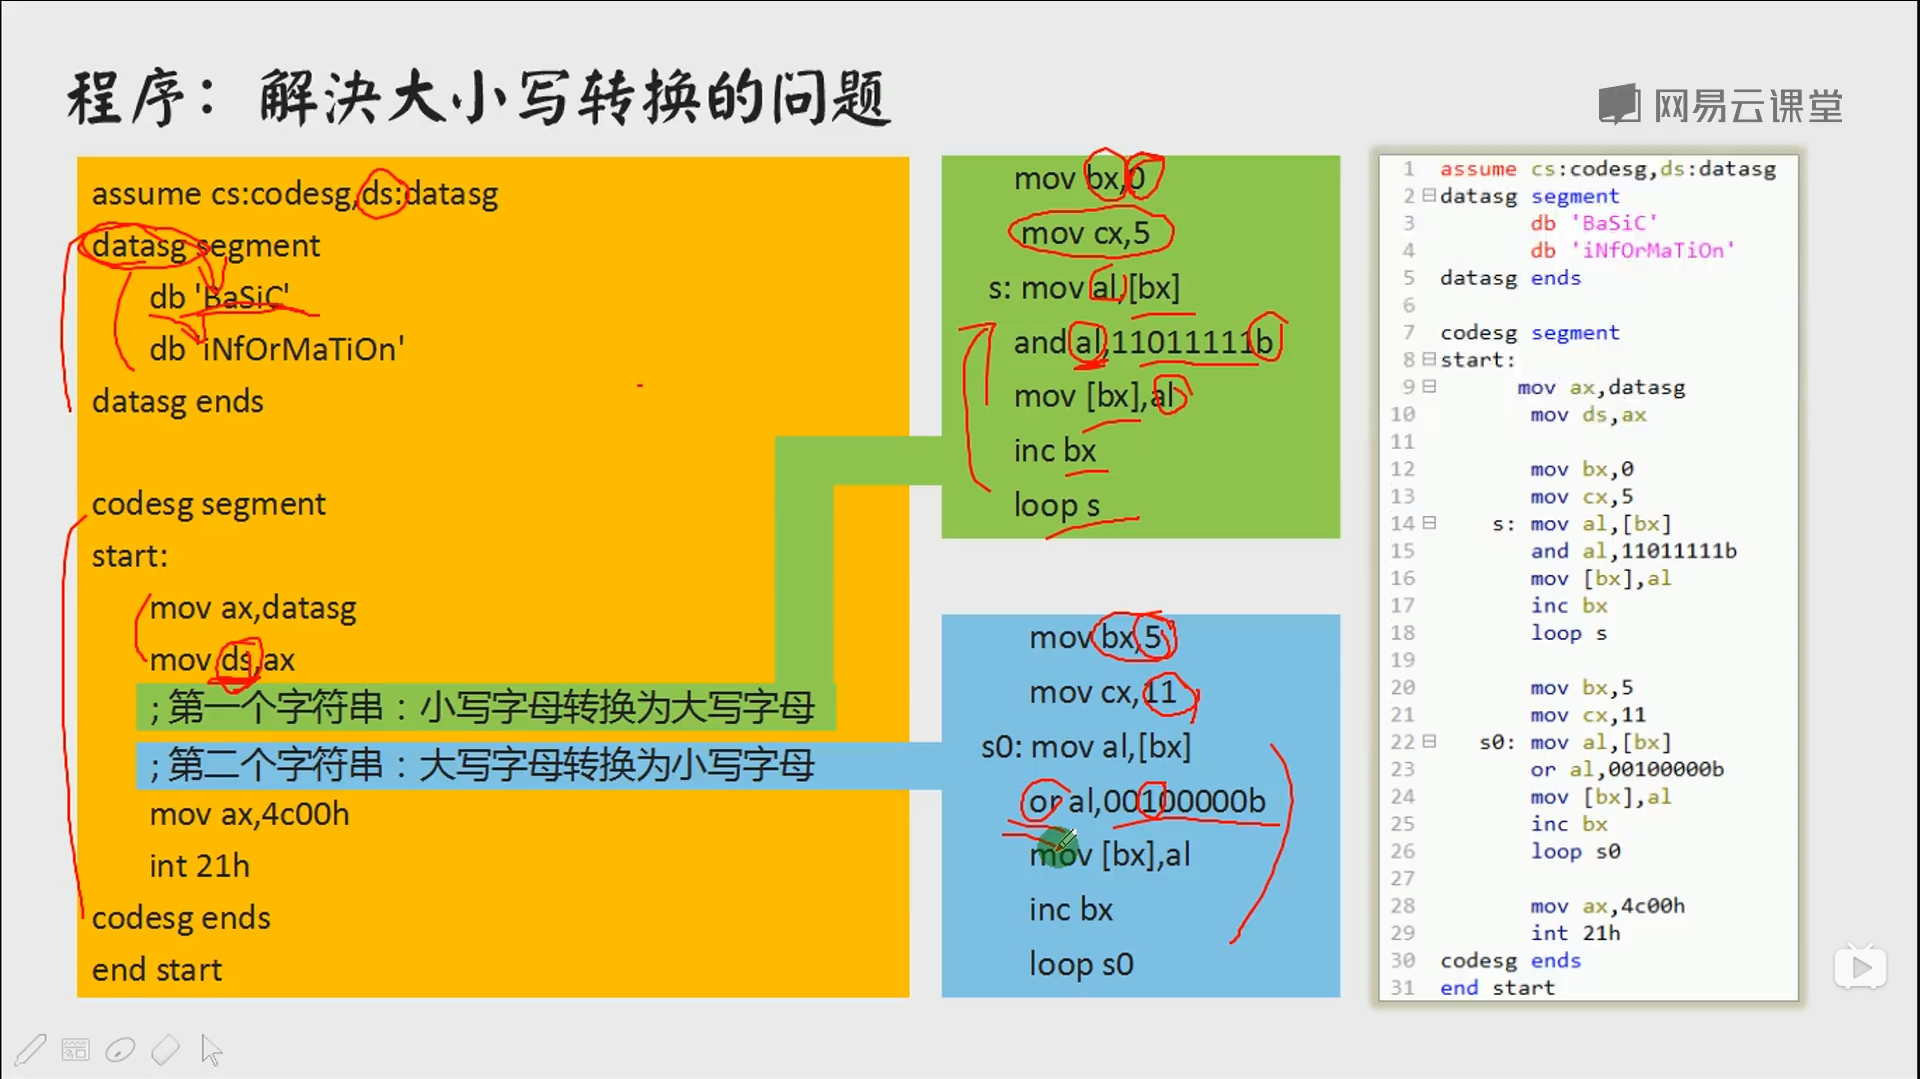 程序：解决大小写转换的问题
网易云课堂
assume cs:codesg,ds:datasg
datasg segment
db 'BaSiC'
db 'iNfOrMaTiOn'
datasg ends
codesg segment
start:
mov ax,datasg
mov ds,ax
; 第一个字符串：小写字母转换为大写字母
; 第二个字符串：大写字母转换为小写字母
mov ax,4c00h
int 21h
codesg ends
end start
mov bx,0
mov cx,5
s: mov al,[bx]
and al,11011111b
mov [bx],al
inc bx
loop s
mov bx,5
mov cx,11
s0: mov al,[bx]
or al,00100000b
mov [bx],al
inc bx
loop s0
1 assume cs:codesg,ds:datasg
2 datasg segment
3 db 'BaSiC'
4 db 'iNfOrMaTiOn'
5 datasg ends
6
7 codesg segment
8 start:
9 mov ax,datasg
10 mov ds,ax
11
12 mov bx,0
13 mov cx,5
14 s: mov al,[bx]
15 and al,11011111b
16 mov [bx],al
17 inc bx
18 loop s
19
20 mov bx,5
21 mov cx,11
22 s0: mov al,[bx]
23 or al,00100000b
24 mov [bx],al
25 inc bx
26 loop s0
27
28 mov ax,4c00h
29 int 21h
30 codesg ends
31 end start